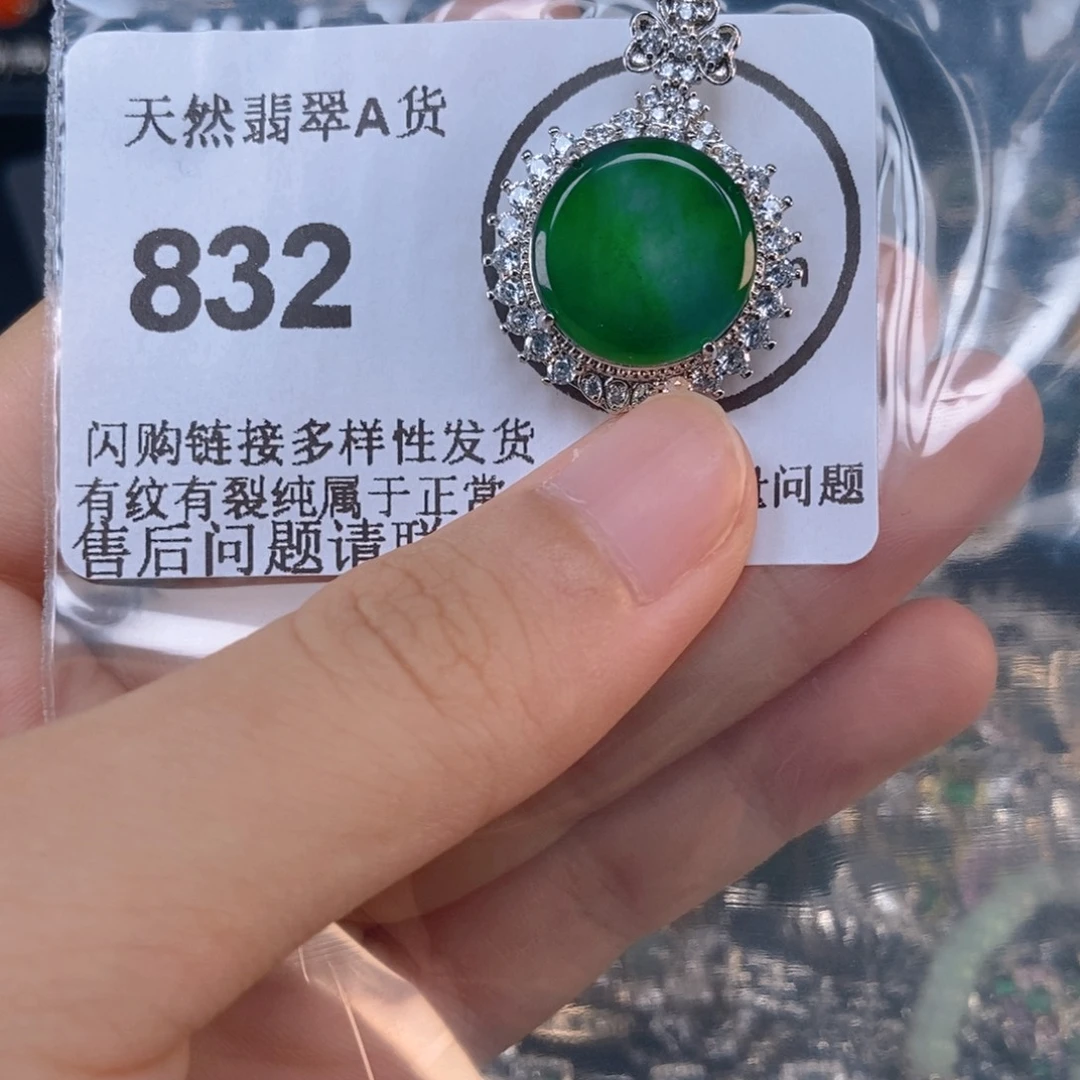 天然翡翠A货
832
闪购链接多样性发货
有纹有裂纯属于正常 问题
售后问题请联